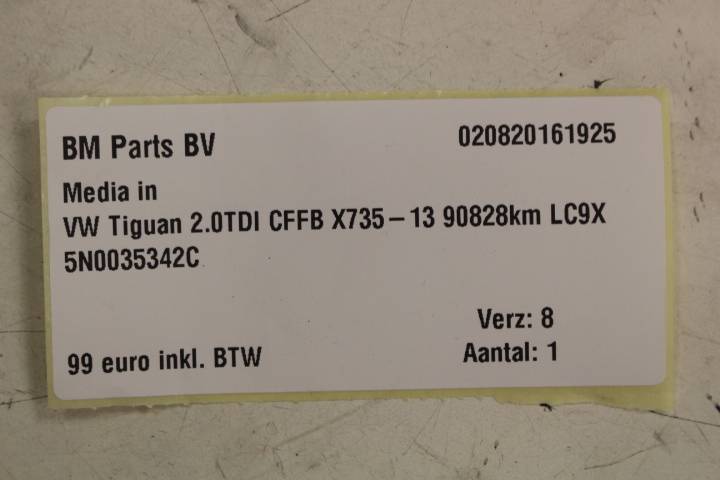 BM Parts BV 020820161925
Media in
VW Tiguan 2.0TDI CFFB X735-13 90828km LC9X
5N0035342C
Verz: 8
99 euro inkl. BTW Aantal: 1